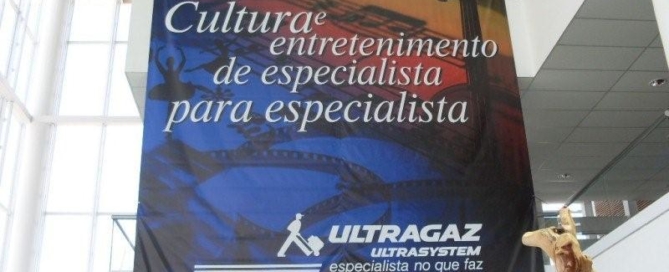 Cultura e
entretenimento
de especialista
para especialista
ULTRAGAZ
ULTRASYSTEM
especialista no que faz